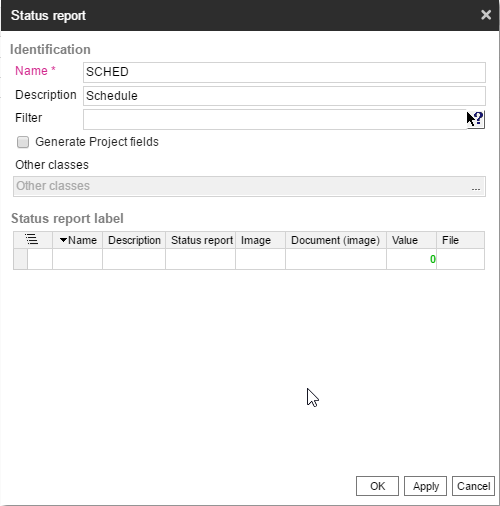 Status report ×
Identification
Name * SCHED
Description Schedule
Filter ?
Generate Project fields
Other classes
Other classes ...
Status report label
Name Description Status report Image Document (image) Value File
0
OK Apply Cancel